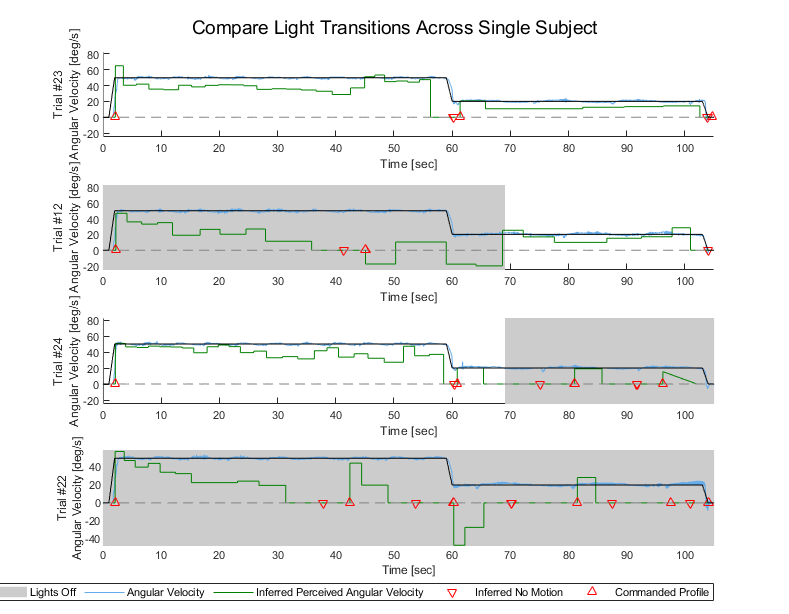 Compare Light Transitions Across Single Subject
Trial #23
Angular Velocity [deg/s]
80
60
40
20
0
-20
0 10 20 30 40 50 60 70 80 90 100
Time [sec]
Trial #12
Angular Velocity [deg/s]
80
60
40
20
0
-20
0 10 20 30 40 50 60 70 80 90 100
Time [sec]
Trial #24
Angular Velocity [deg/s]
80
60
40
20
0
-20
0 10 20 30 40 50 60 70 80 90 100
Time [sec]
Trial #22
Angular Velocity [deg/s]
40
20
0
-20
-40
0 10 20 30 40 50 60 70 80 90 100
Time [sec]
Lights Off Angular Velocity Inferred Perceived Angular Velocity Inferred No Motion Commanded Profile